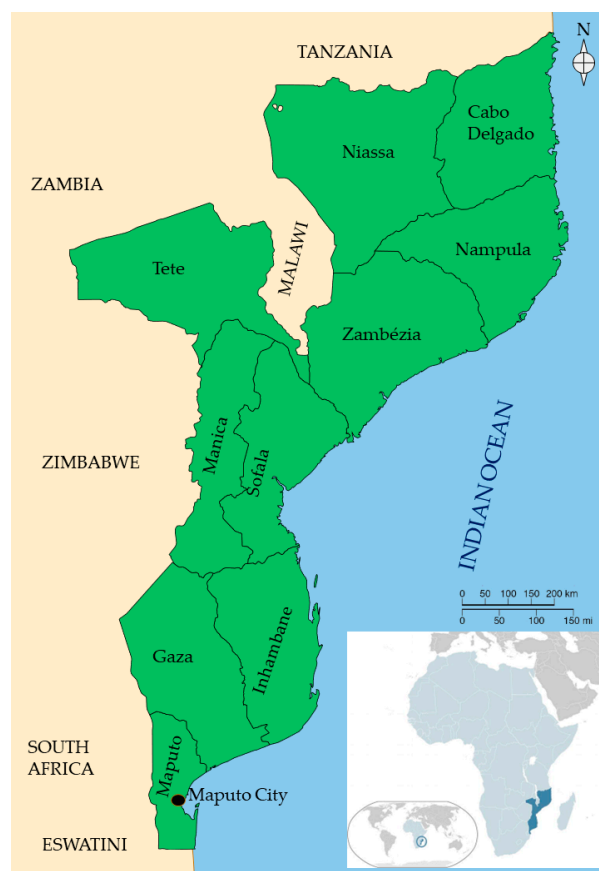 TANZANIA
N
Cabo
Delgado
Niassa
ZAMBIA
MALAWI
Nampula
Tete
Zambézia
Manica
Sofala
ZIMBABWE
INDIAN OCEAN
0 50 100 150 200 km
0 50 100 150 mi
Gaza
Inhambane
SOUTH
AFRICA
Maputo
Maputo City
ESWATINI